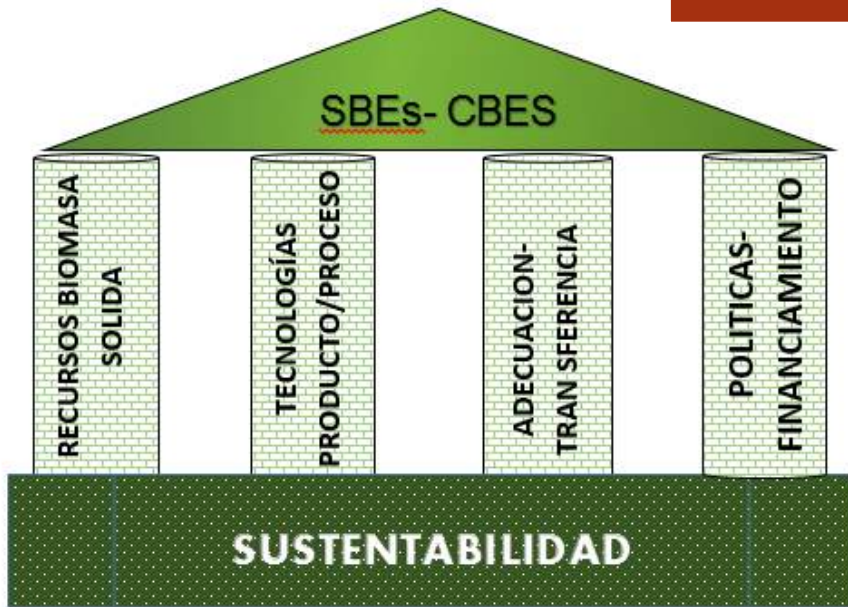 SBEs- CBES
RECURSOS BIOMASA
SOLIDA
TECNOLOGÍAS
PRODUCTO/PROCESO
ADECUACION-
TRAN SFERENCIA
POLITICAS-
FINANCIAMIENTO
SUSTENTABILIDAD